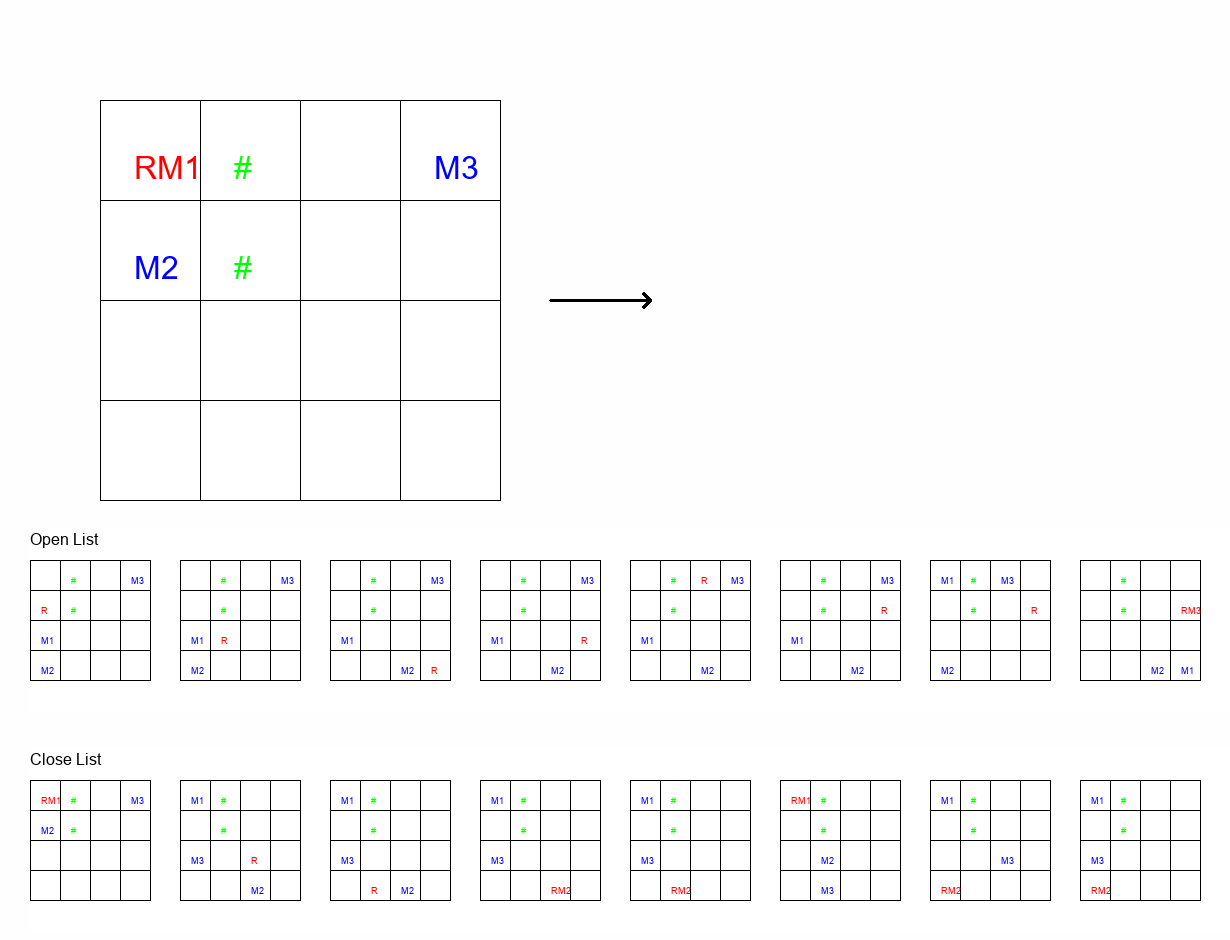 RM1 # M3
M2 #
Open List
# M3 # M3 # M3 # M3 # R M3 # M3 M1 # M3 #
R # # # # # # R # R # RM3
M1 M1 R M1 M1 R M1 M1
M2 M2 M2 R M2 M2 M2 M2 M2 M1
Close List
RM1 # M3 M1 # M1 # M1 # M1 # RM1 # M1 # M1 #
M2 # # # # # # # #
M3 R M3 M3 M3 M2 M3 M3
M2 R M2 RM2 RM2 M3 RM2 RM2